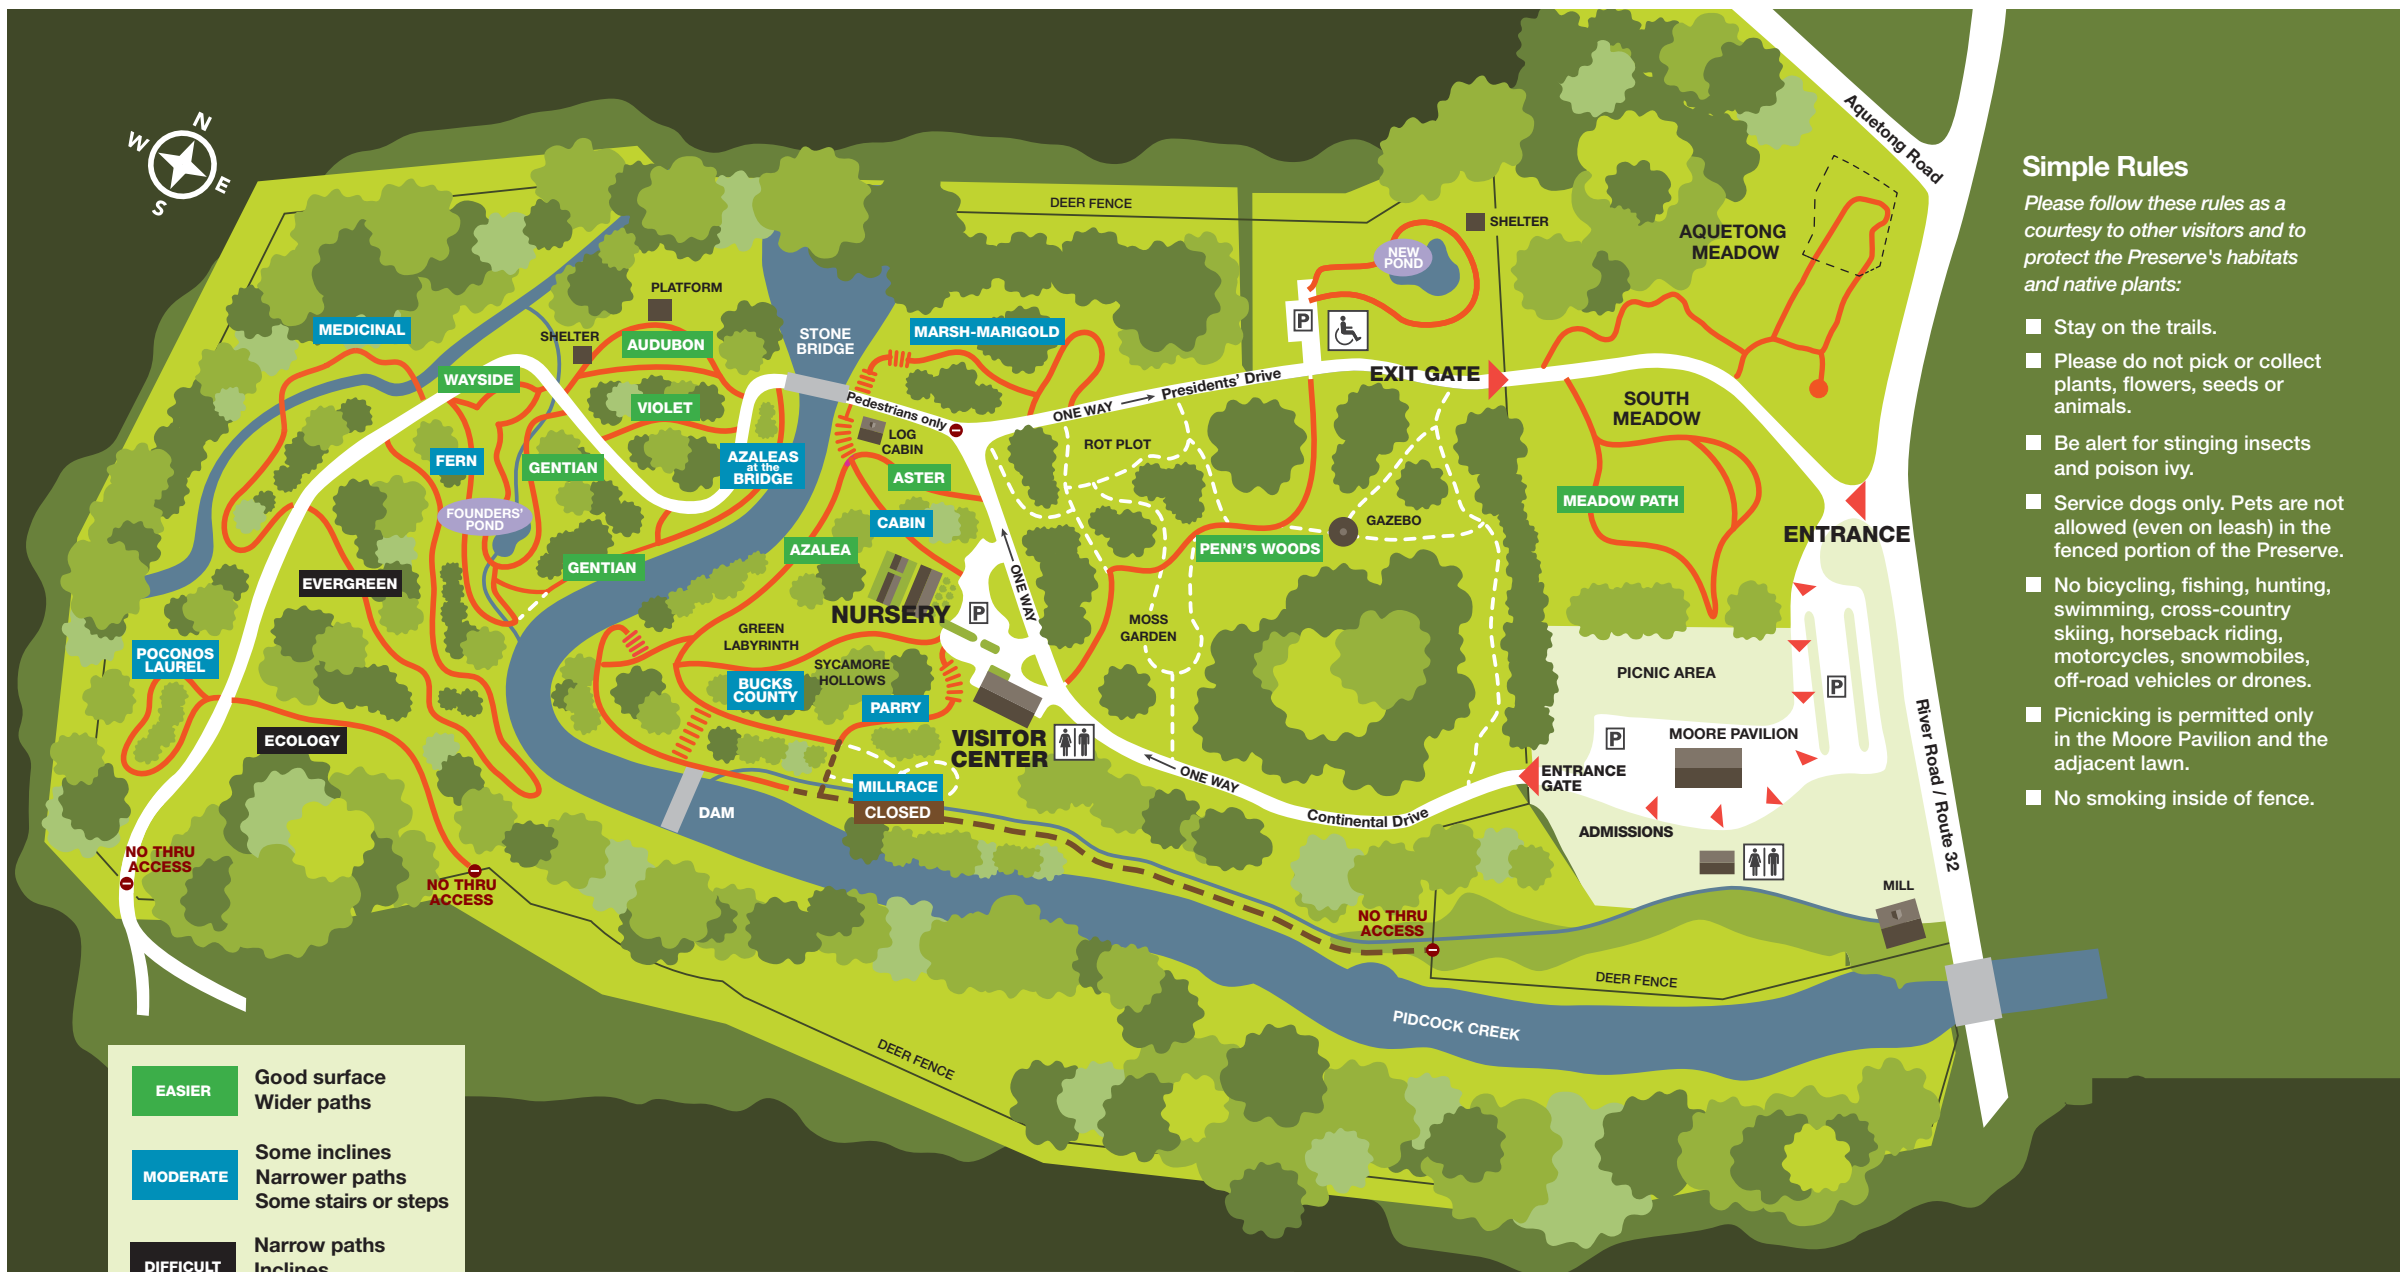 N
W
E
S
Aquetong Road
Simple Rules
Please follow these rules as a
courtesy to other visitors and to
protect the Preserve's habitats
and native plants:
Stay on the trails.
Please do not pick or collect
plants, flowers, seeds or
animals.
Be alert for stinging insects
and poison ivy.
Service dogs only. Pets are not
allowed (even on leash) in the
fenced portion of the Preserve.
No bicycling, fishing, hunting,
swimming, cross-country
skiing, horseback riding,
motorcycles, snowmobiles,
off-road vehicles or drones.
Picnicking is permitted only
in the Moore Pavilion and the
adjacent lawn.
No smoking inside of fence.
DEER FENCE
SHELTER
NEW
POND
AQUETONG
MEADOW
PLATFORM
MEDICINAL
SHELTER
AUDUBON
STONE
BRIDGE
MARSH-MARIGOLD
P
WAYSIDE
VIOLET
Pedestrians only
ONE WAY
Presidents' Drive
EXIT GATE
SOUTH
MEADOW
LOG
CABIN
ROT PLOT
FERN
GENTIAN
AZALEAS
at the
BRIDGE
ASTER
MEADOW PATH
FOUNDERS'
POND
CABIN
GAZEBO
ENTRANCE
AZALEA
PENN'S WOODS
GENTIAN
EVERGREEN
ONE WAY
NURSERY
P
MOSS
GARDEN
GREEN
LABYRINTH
POCONOS
LAUREL
SYCAMORE
HOLLOWS
PICNIC AREA
BUCKS
COUNTY
P
PARRY
ECOLOGY
VISITOR
CENTER
P
MOORE PAVILION
River Road / Route 32
ONE WAY
ENTRANCE
GATE
MILLRACE
CLOSED
DAM
Continental Drive
ADMISSIONS
NO THRU
ACCESS
NO THRU
ACCESS
MILL
NO THRU
ACCESS
DEER FENCE
PIDCOCK CREEK
DEER FENCE
EASIER
Good surface
Wider paths
MODERATE
Some inclines
Narrower paths
Some stairs or steps
DIFFICULT
Narrow paths
Inclines